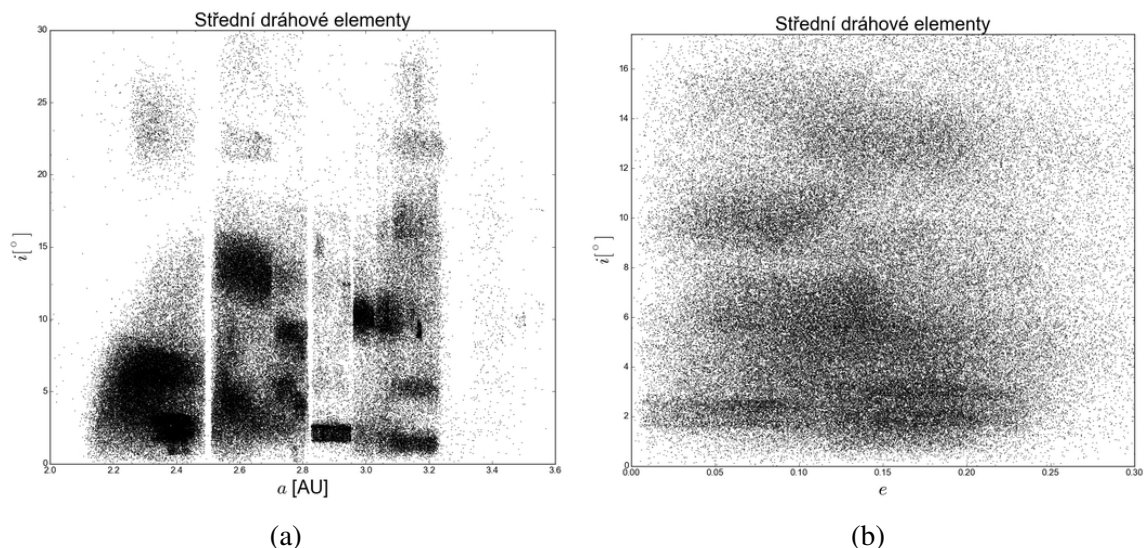 Střední dráhové elementy
30
25
20
15
10
5
0
2.0 2.2 2.4 2.6 2.8 3.0 3.2 3.4 3.6
i[°]
a [AU]
(a)
Střední dráhové elementy
16
14
12
10
8
6
4
2
0
0.00 0.05 0.10 0.15 0.20 0.25 0.30
i[°]
e
(b)